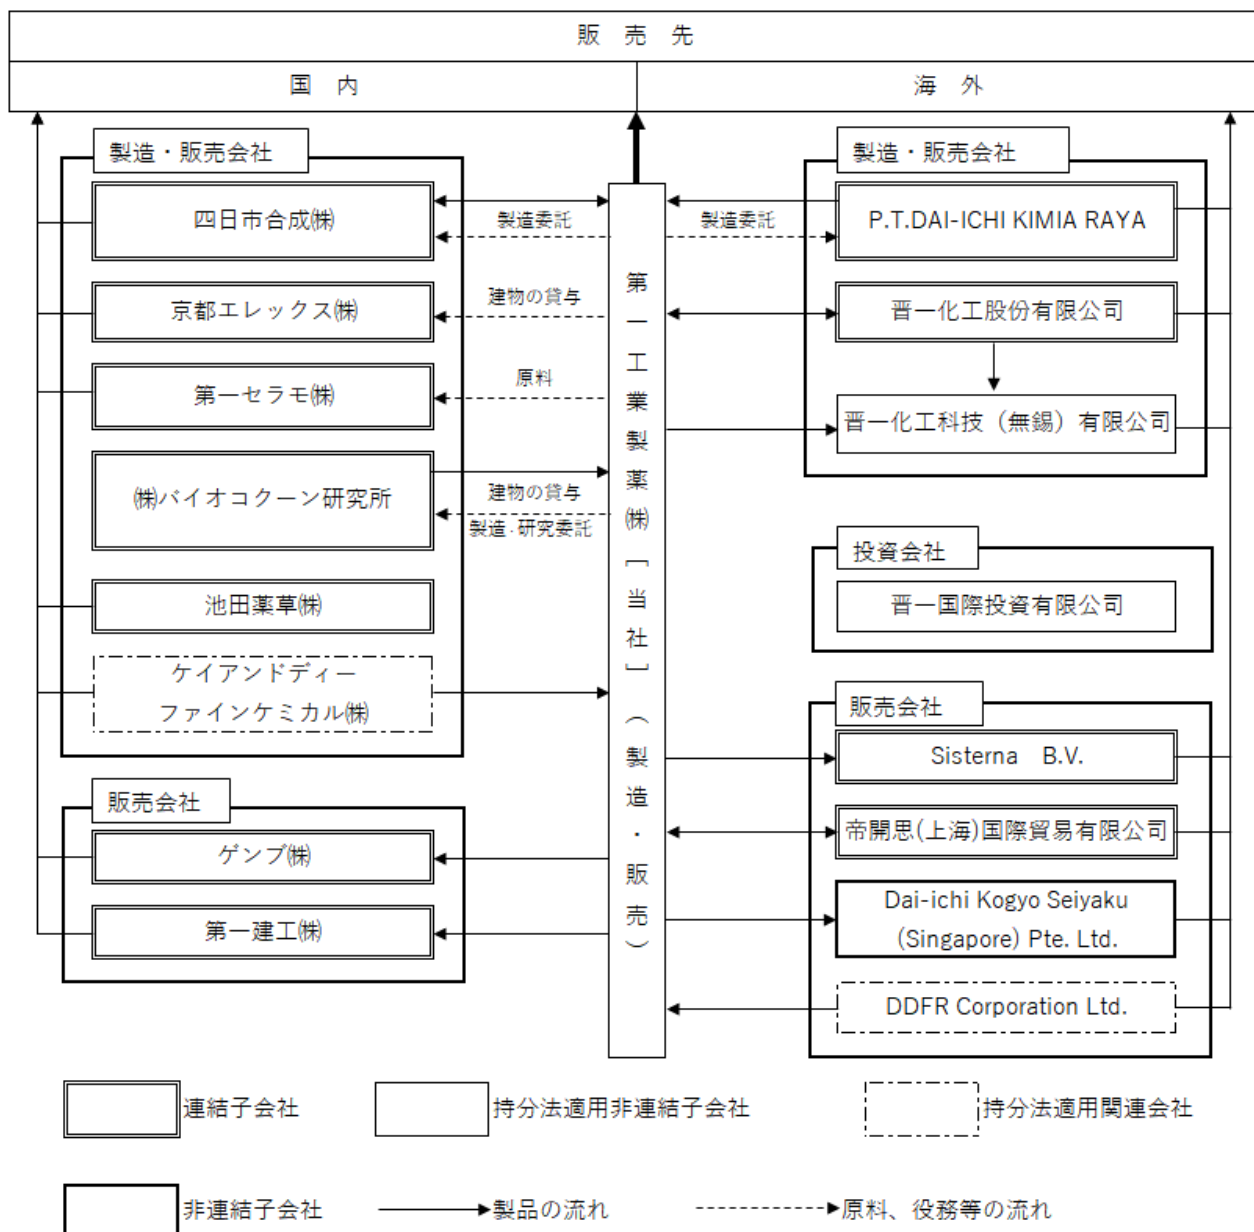 販 売 先
国 内
海 外
製造・販売会社
四日市合成㈱
京都エレックス㈱
第一セラモ㈱
㈱バイオコクーン研究所
池田薬草㈱
ケイアンドディー
ファインケミカル㈱
販売会社
ゲンブ㈱
第一建工㈱
製造委託
建物の貸与
原料
建物の貸与
製造・研究委託
第一工業製薬㈱[当社](製造・販売)
製造委託
製造・販売会社
P.T.DAI-ICHI KIMIA RAYA
晋一化工股份有限公司
晋一化工科技(無錫)有限公司
投資会社
晋一国際投資有限公司
販売会社
Sisterna B.V.
帝開思(上海)国際貿易有限公司
Dai-ichi Kogyo Seiyaku
(Singapore) Pte. Ltd.
DDFR Corporation Ltd.
連結子会社
持分法適用非連結子会社
持分法適用関連会社
非連結子会社
製品の流れ
原料、役務等の流れ